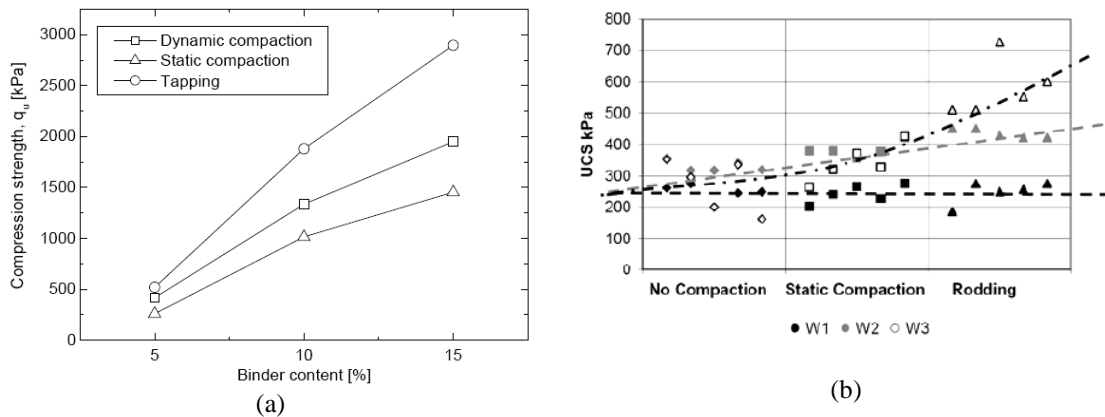 3000
2500
2000
1500
1000
500
0
Compression strength, qu [kPa]
Dynamic compaction
Static compaction
Tapping
5 10 15
Binder content [%]
(a)
800
700
600
500
400
300
200
100
0
UCS kPa
No Compaction Static Compaction Rodding
W1 W2 W3
(b)